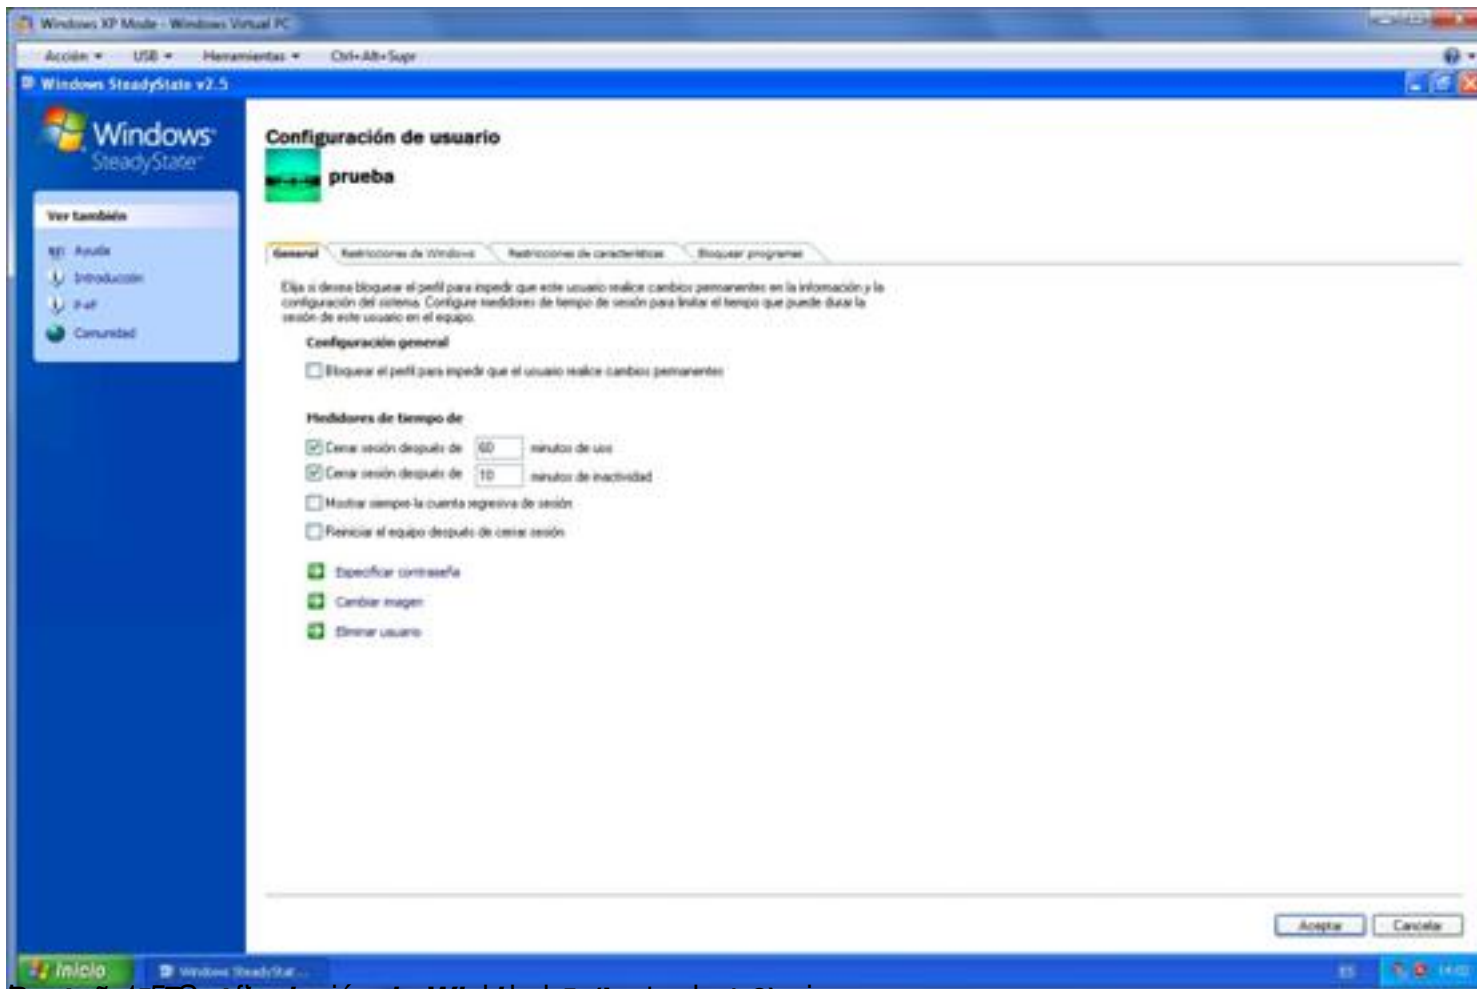 Windows XP Mode - Windows Virtual PC
Acción USB Herramientas Ctrl+Alt+Supr
Windows SteadyState v2.5
Windows
SteadyState
Ver también
Ayuda
Introducción
P+F
Comunidad
Configuración de usuario
prueba
General Restricciones de Windows Restricciones de características Bloquear programas
Elija si desea bloquear el perfil para impedir que este usuario realice cambios permanentes en la información y la
configuración del sistema. Configure medidores de tiempo de sesión para limitar el tiempo que puede durar la
sesión de este usuario en el equipo.
Configuración general
Bloquear el perfil para impedir que el usuario realice cambios permanentes
Medidores de tiempo de
Cerrar sesión después de 60 minutos de uso
Cerrar sesión después de 10 minutos de inactividad
Mostrar siempre la cuenta regresiva de sesión
Reiniciar el equipo después de cerrar sesión
Especificar contraseña
Cambiar imagen
Eliminar usuario
Aceptar Cancelar
Inicio Windows SteadyStat... ES